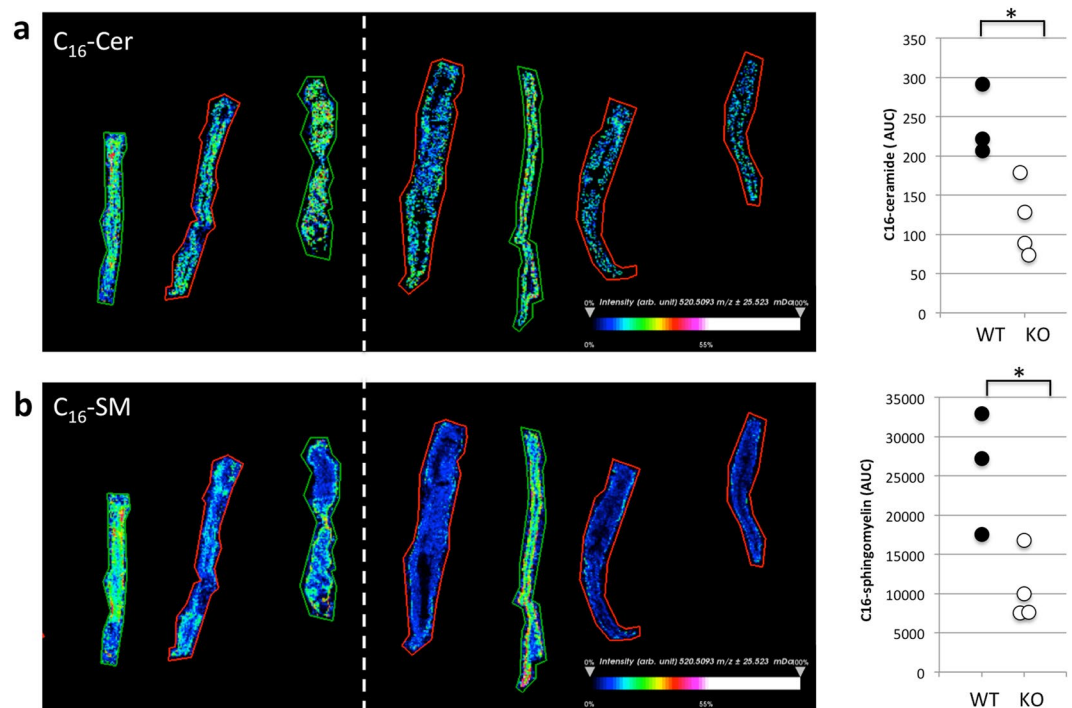 a
C16-Cer
0%
Intensity (arb. unit) 520.5093 m/z ± 25.523 mDa
100%
0%
55%
*
C16-ceramide ( AUC)
350
300
250
200
150
100
50
0
WT
KO
b
C16-SM
0%
Intensity (arb. unit) 520.5093 m/z ± 25.523 mDa
100%
0%
55%
*
C16-sphingomyelin (AUC)
35000
30000
25000
20000
15000
10000
5000
0
WT
KO